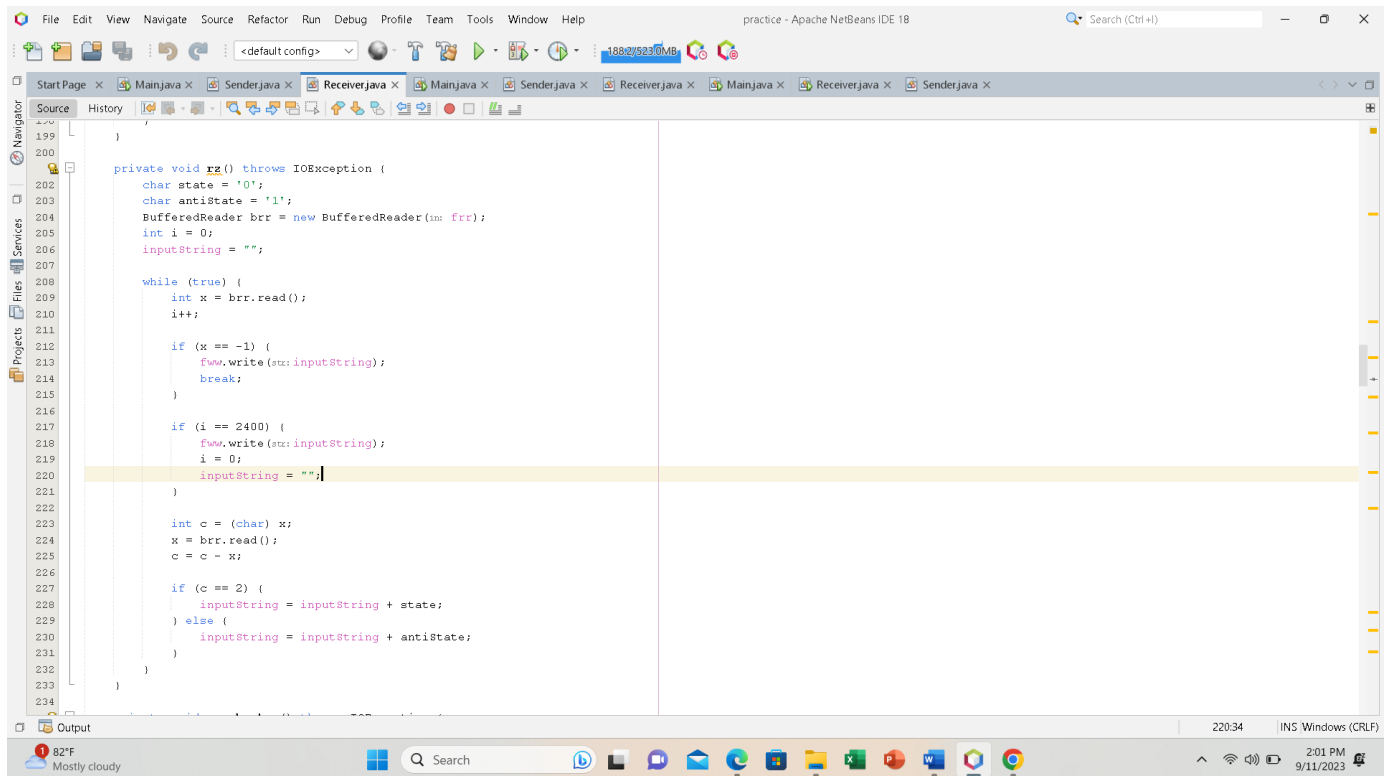 File Edit View Navigate Source Refactor Run Debug Profile Team Tools Window Help practice - Apache NetBeans IDE 18 Search (Ctrl+I)
<default config> 188.2/523.0MB
Start Page Main.java Sender.java Receiver.java Main.java Sender.java Receiver.java Main.java Receiver.java Sender.java
Source History
Navigator
Services
Files
Projects
199 }
200
private void rz() throws IOException {
202 char state = '0';
203 char antiState = '1';
204 BufferedReader brr = new BufferedReader(in: frr);
205 int i = 0;
206 inputString = "";
207
208 while (true) {
209 int x = brr.read();
210 i++;
211
212 if (x == -1) {
213 fww.write(str: inputString);
214 break;
215 }
216
217 if (i == 2400) {
218 fww.write(str: inputString);
219 i = 0;
220 inputString = "";
221 }
222
223 int c = (char) x;
224 x = brr.read();
225 c = c - x;
226
227 if (c == 2) {
228 inputString = inputString + state;
229 } else {
230 inputString = inputString + antiState;
231 }
232 }
233 }
234
Output 220:34 INS Windows (CRLF)
1 82°F
Mostly cloudy
Search
2:01 PM
9/11/2023